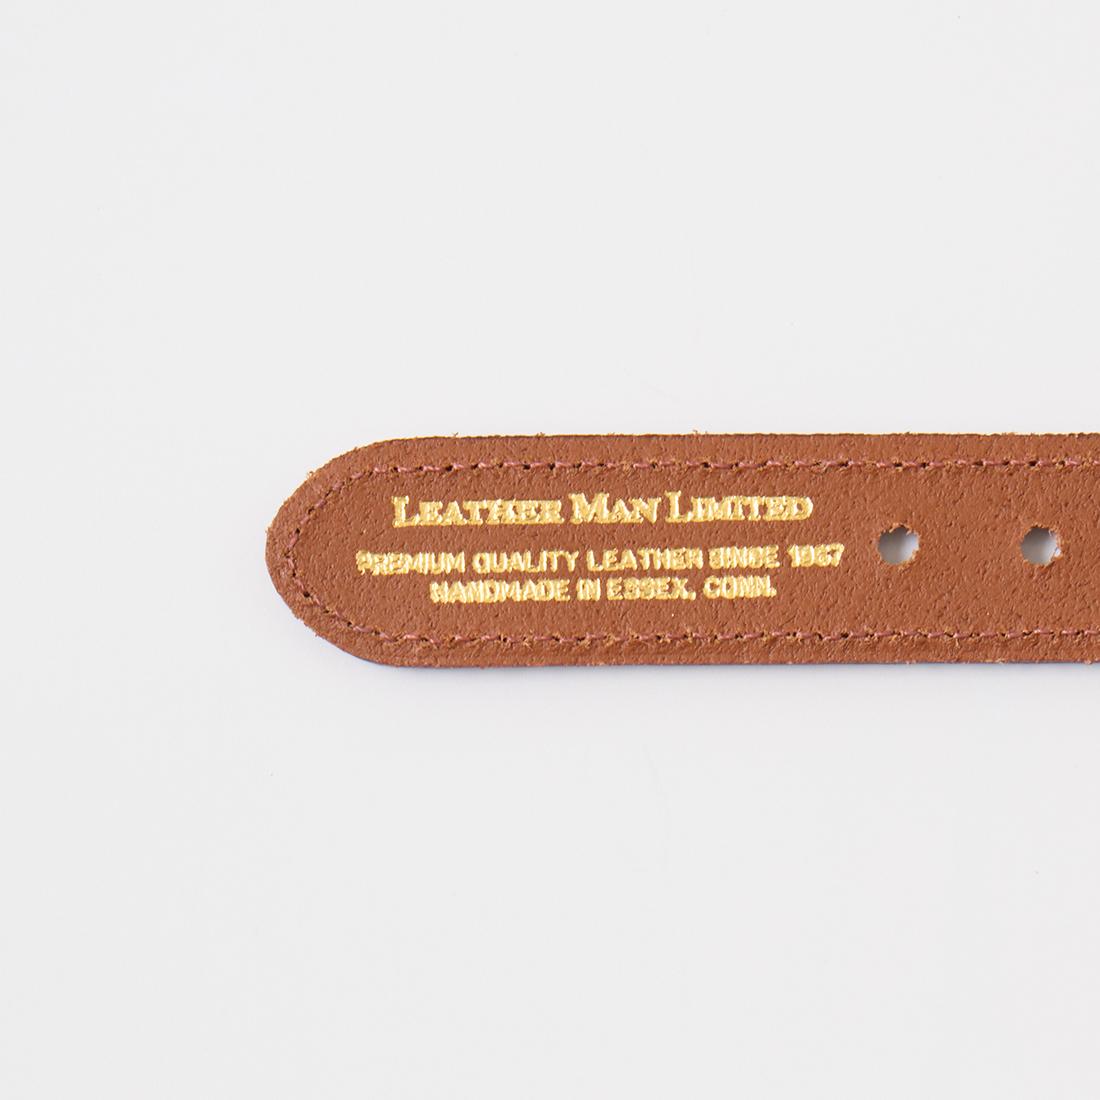 LEATHER MAN LIMITED
PREMIUM QUALITY LEATHER SINCE 1967
HANDMADE IN ESSEX, CONN.